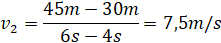 v₂ = (45m − 30m)/(6s − 4s) = 7,5m/s